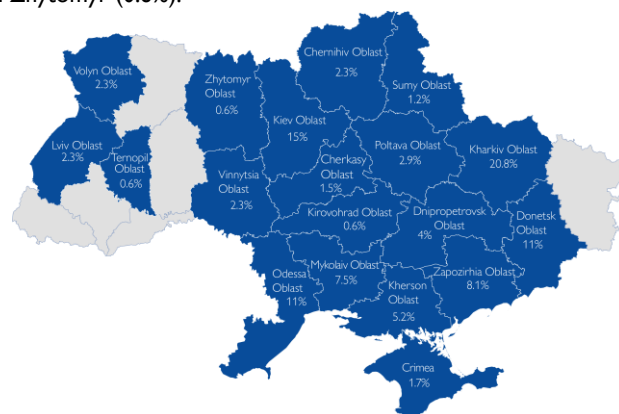 Zhytomyr (0.6%).
Chernihiv Oblast
2.3%
Volyn Oblast
2.3%
Zhytomyr
Oblast
0.6%
Sumy Oblast
1.2%
Kiev Oblast
15%
Lviv Oblast
2.3%
Ternopil
Oblast
0.6%
Poltava Oblast
2.9%
Kharkiv Oblast
20.8%
Cherkasy
Oblast
1.5%
Vinnytsia
Oblast
2.3%
Kirovohrad Oblast
0.6%
Dnipropetrovsk
Oblast
4%
Donetsk
Oblast
11%
Mykolaiv Oblast
7.5%
Odessa
Oblast
11%
Kherson
Oblast
5.2%
Zapozirhia Oblast
8.1%
Crimea
1.7%